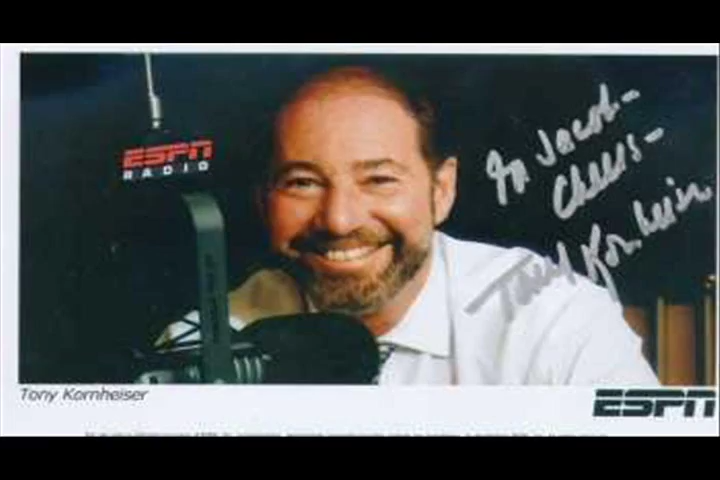 ESPN
RADIO
To Jacob-
Cheers-
Tony Kornheiser
Tony Kornheiser
ESPN